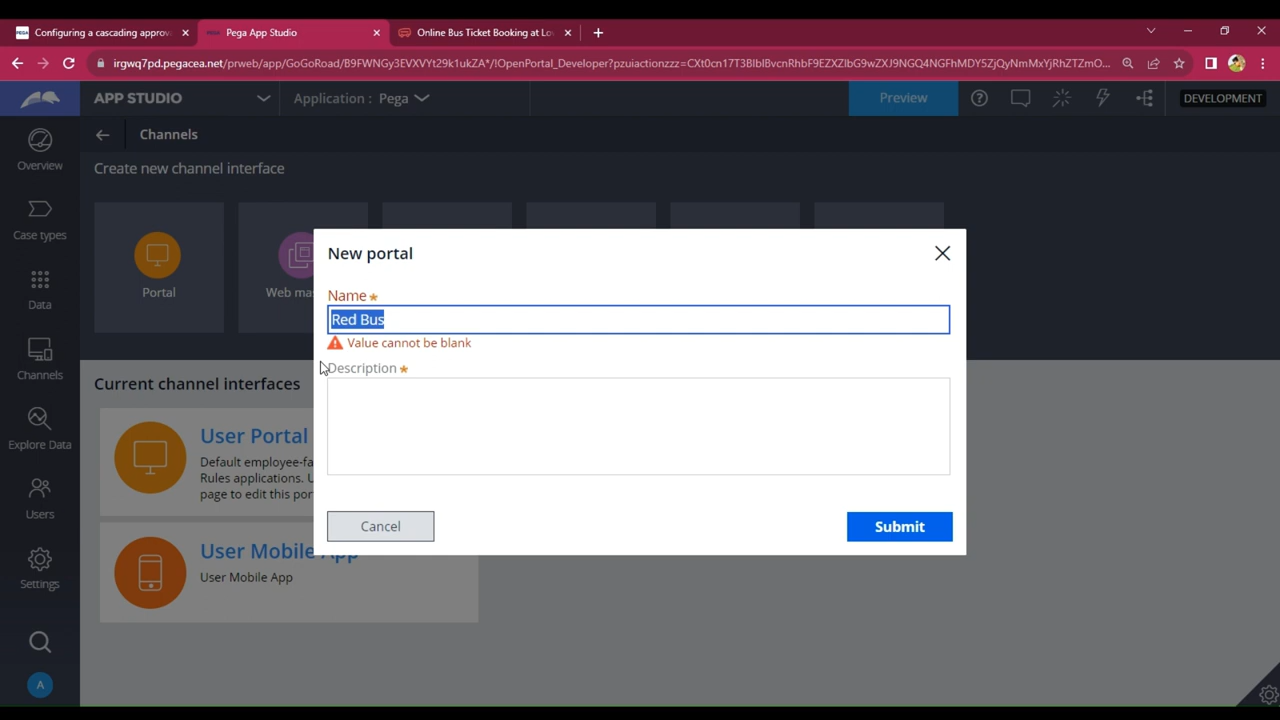 PEGA Configuring a cascading approv
PEGA Pega App Studio
Online Bus Ticket Booking at Lo
irgwq7pd.pegacea.net/prweb/app/GoGoRoad/B9FWNGy3EVXVYt29k1ukZA*/!OpenPortal_Developer?pzuiactionzzz=CXt0cn17T3BlblBvcnRhbF9EZXZlbG9wZXJ9NGQ4NGFhMDY5ZjQyNmMxYjRhZTZmO...
APP STUDIO
Application : Pega
Preview
DEVELOPMENT
Channels
Overview
Case types
Data
Channels
Explore Data
Users
Settings
A
Create new channel interface
Portal
Web ma
Current channel interfaces
User Portal
Default employee-fa
Rules applications. U
page to edit this por
User Mobile App
User Mobile App
New portal
Name *
Red Bus
Value cannot be blank
Description *
Cancel
Submit